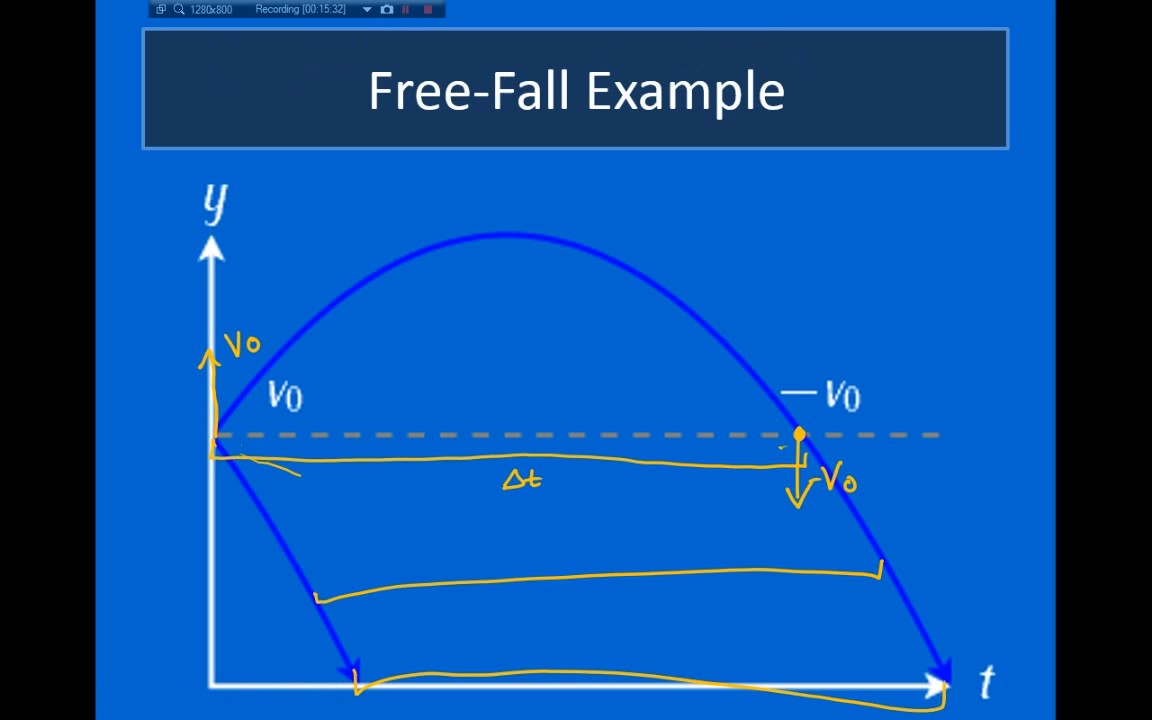 1280x800 Recording [00:15:32]
Free-Fall Example
y
V0
v0
— v0
Δt
-V0
t